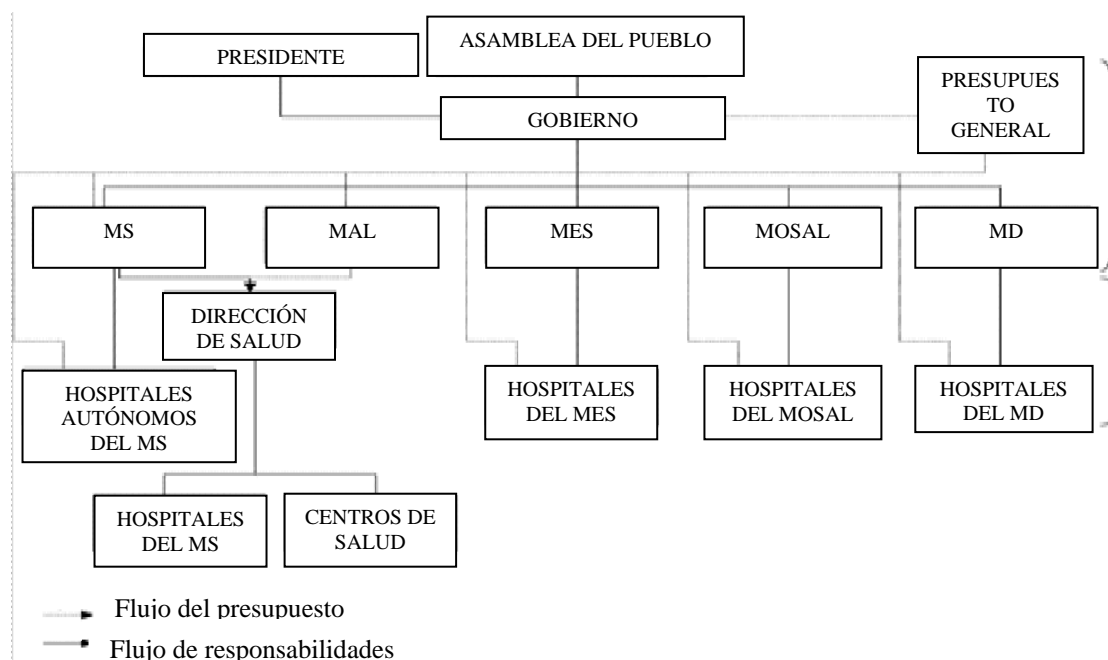 PRESIDENTE
ASAMBLEA DEL PUEBLO
GOBIERNO
PRESUPUES
TO
GENERAL
MS
MAL
MES
MOSAL
MD
DIRECCIÓN
DE SALUD
HOSPITALES
AUTÓNOMOS
DEL MS
HOSPITALES
DEL MES
HOSPITALES
DEL MOSAL
HOSPITALES
DEL MD
HOSPITALES
DEL MS
CENTROS DE
SALUD
Flujo del presupuesto
Flujo de responsabilidades